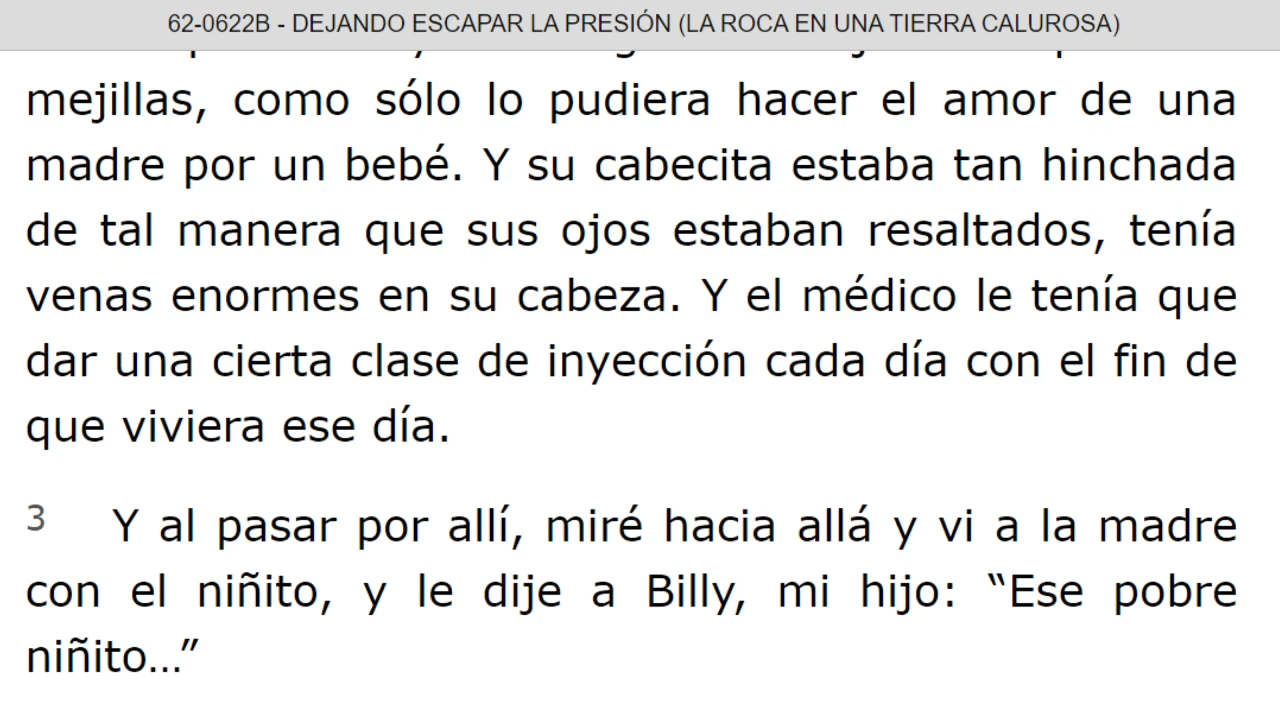 62-0622B - DEJANDO ESCAPAR LA PRESIÓN (LA ROCA EN UNA TIERRA CALUROSA)
mejillas, como sólo lo pudiera hacer el amor de una
madre por un bebé. Y su cabecita estaba tan hinchada
de tal manera que sus ojos estaban resaltados, tenía
venas enormes en su cabeza. Y el médico le tenía que
dar una cierta clase de inyección cada día con el fin de
que viviera ese día.
3 Y al pasar por allí, miré hacia allá y vi a la madre
con el niñito, y le dije a Billy, mi hijo: “Ese pobre
niñito…”